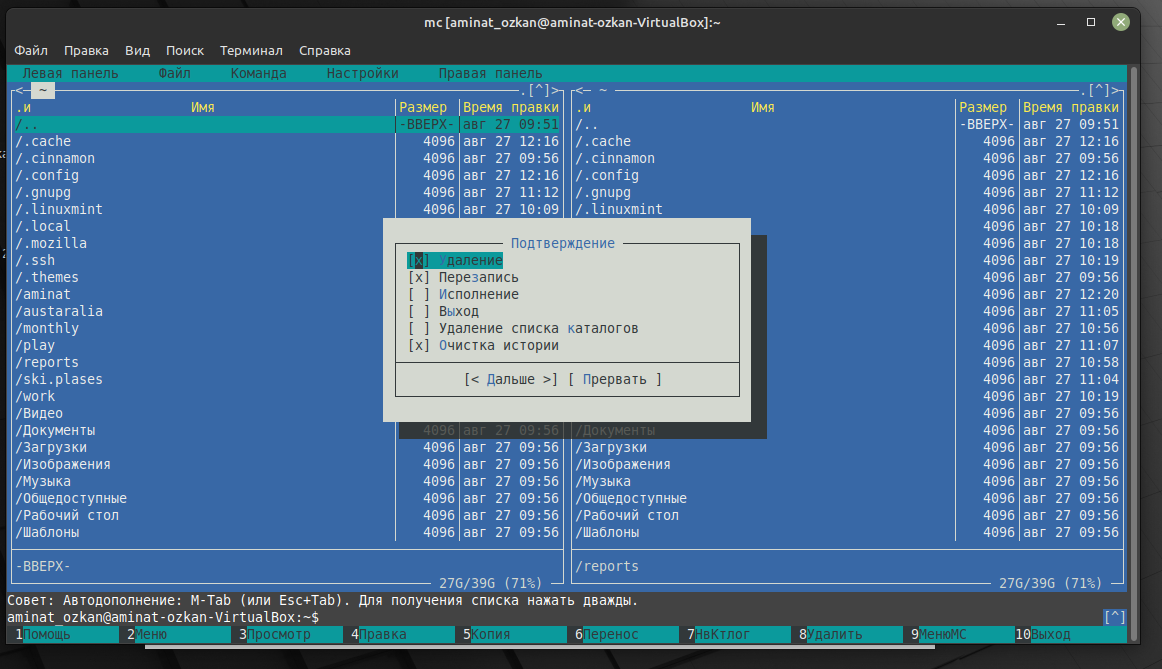 mc [aminat_ozkan@aminat-ozkan-VirtualBox]:~
Файл Правка Вид Поиск Терминал Справка
Левая панель Файл Команда Настройки Правая панель
<─ ~ .[^]> <─ ~ .[^]>
.и Имя Размер Время правки .и Имя Размер Время правки
/.. -ВВЕРХ- авг 27 09:51 /.. -ВВЕРХ- авг 27 09:51
/.cache 4096 авг 27 12:16 /.cache 4096 авг 27 12:16
/.cinnamon 4096 авг 27 09:56 /.cinnamon 4096 авг 27 09:56
/.config 4096 авг 27 12:16 /.config 4096 авг 27 12:16
/.gnupg 4096 авг 27 11:12 /.gnupg 4096 авг 27 11:12
/.linuxmint 4096 авг 27 10:09 /.linuxmint 4096 авг 27 10:09
/.local 4096 авг 27 10:18
/.mozilla Подтверждение 4096 авг 27 10:18
/.ssh [x] Удаление 4096 авг 27 10:19
/.themes [x] Перезапись 4096 авг 27 09:56
/aminat [ ] Исполнение 4096 авг 27 12:20
/austaralia [ ] Выход 4096 авг 27 11:05
/monthly [ ] Удаление списка каталогов 4096 авг 27 10:56
/play [x] Очистка истории 4096 авг 27 11:07
/reports 4096 авг 27 10:58
/ski.plases [< Дальше >] [ Прервать ] 4096 авг 27 11:04
/work 4096 авг 27 10:19
/Видео 4096 авг 27 09:56
/Документы 4096 авг 27 09:56 /Документы 4096 авг 27 09:56
/Загрузки 4096 авг 27 09:56 /Загрузки 4096 авг 27 09:56
/Изображения 4096 авг 27 09:56 /Изображения 4096 авг 27 09:56
/Музыка 4096 авг 27 09:56 /Музыка 4096 авг 27 09:56
/Общедоступные 4096 авг 27 09:56 /Общедоступные 4096 авг 27 09:56
/Рабочий стол 4096 авг 27 09:56 /Рабочий стол 4096 авг 27 09:56
/Шаблоны 4096 авг 27 09:56 /Шаблоны 4096 авг 27 09:56
-ВВЕРХ- /reports
27G/39G (71%) 27G/39G (71%)
Совет: Автодополнение: M-Tab (или Esc+Tab). Для получения списка нажать дважды.
aminat_ozkan@aminat-ozkan-VirtualBox:~$ [^]
1Помощь 2Меню 3Просмотр 4Правка 5Копия 6Перенос 7НвКтлог 8Удалить 9МенюМС 10Выход